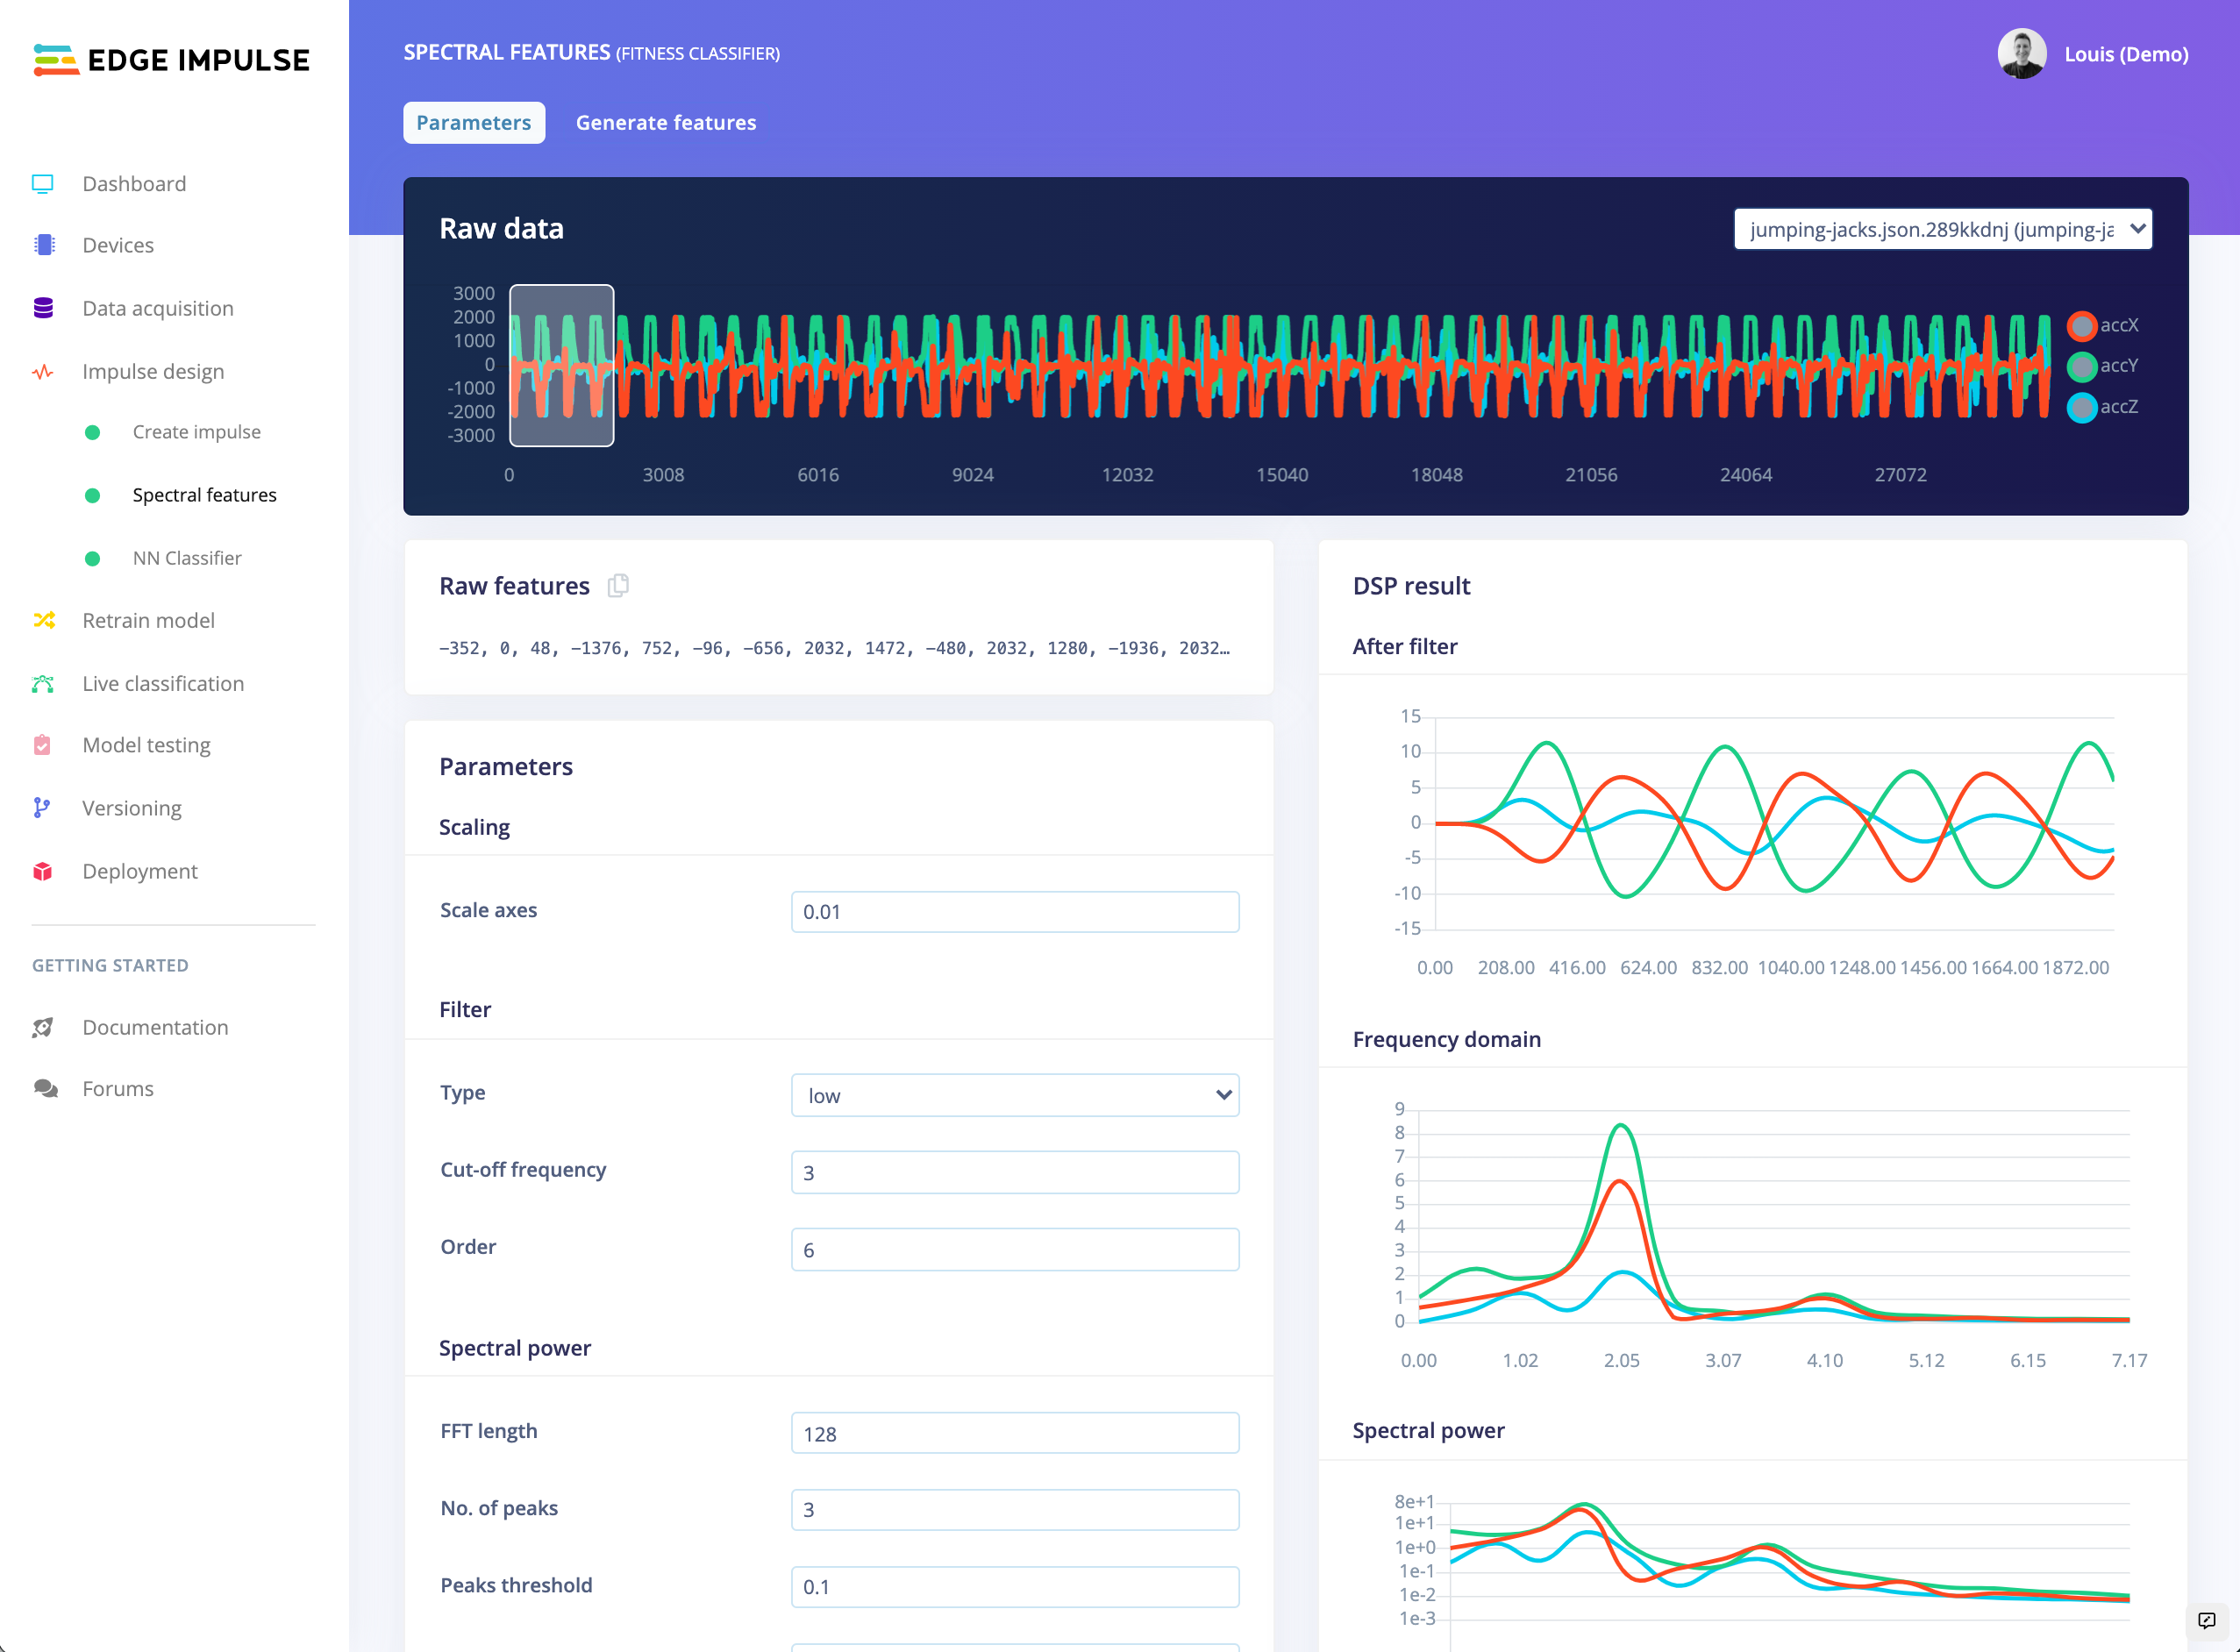 EDGE IMPULSE
Dashboard
Devices
Data acquisition
Impulse design
Create impulse
Spectral features
NN Classifier
Retrain model
Live classification
Model testing
Versioning
Deployment
GETTING STARTED
Documentation
Forums
SPECTRAL FEATURES (FITNESS CLASSIFIER)
Louis (Demo)
Parameters Generate features
Raw data
jumping-jacks.json.289kkdnj (jumping-ja
3000
2000
1000
0
-1000
-2000
-3000
0 3008 6016 9024 12032 15040 18048 21056 24064 27072
accX
accY
accZ
Raw features
−352, 0, 48, −1376, 752, −96, −656, 2032, 1472, −480, 2032, 1280, −1936, 2032…
Parameters
Scaling
Scale axes 0.01
Filter
Type low
Cut-off frequency 3
Order 6
Spectral power
FFT length 128
No. of peaks 3
Peaks threshold 0.1
DSP result
After filter
15
10
5
0
-5
-10
-15
0.00 208.00 416.00 624.00 832.00 1040.00 1248.00 1456.00 1664.00 1872.00
Frequency domain
9
8
7
6
5
4
3
2
1
0
0.00 1.02 2.05 3.07 4.10 5.12 6.15 7.17
Spectral power
8e+1
1e+1
1e+0
1e-1
1e-2
1e-3